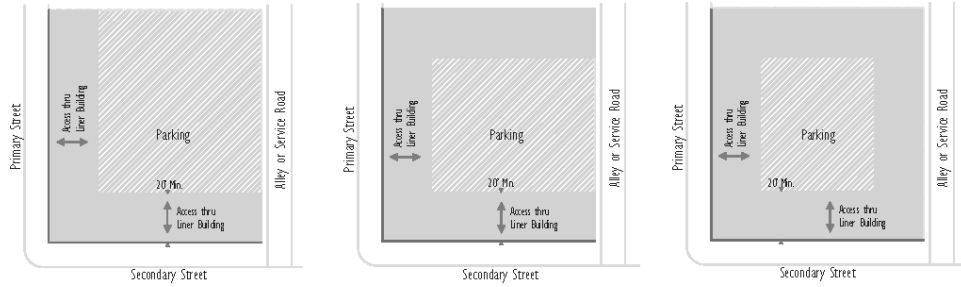 Primary Street
Access thru
Liner Building
Parking
20' Min.
Access thru
Liner Building
Alley or Service Road
Secondary Street
Primary Street
Access thru
Liner Building
Parking
20' Min.
Access thru
Liner Building
Alley or Service Road
Secondary Street
Primary Street
Access thru
Liner Building
Parking
20' Min.
Access thru
Liner Building
Alley or Service Road
Secondary Street